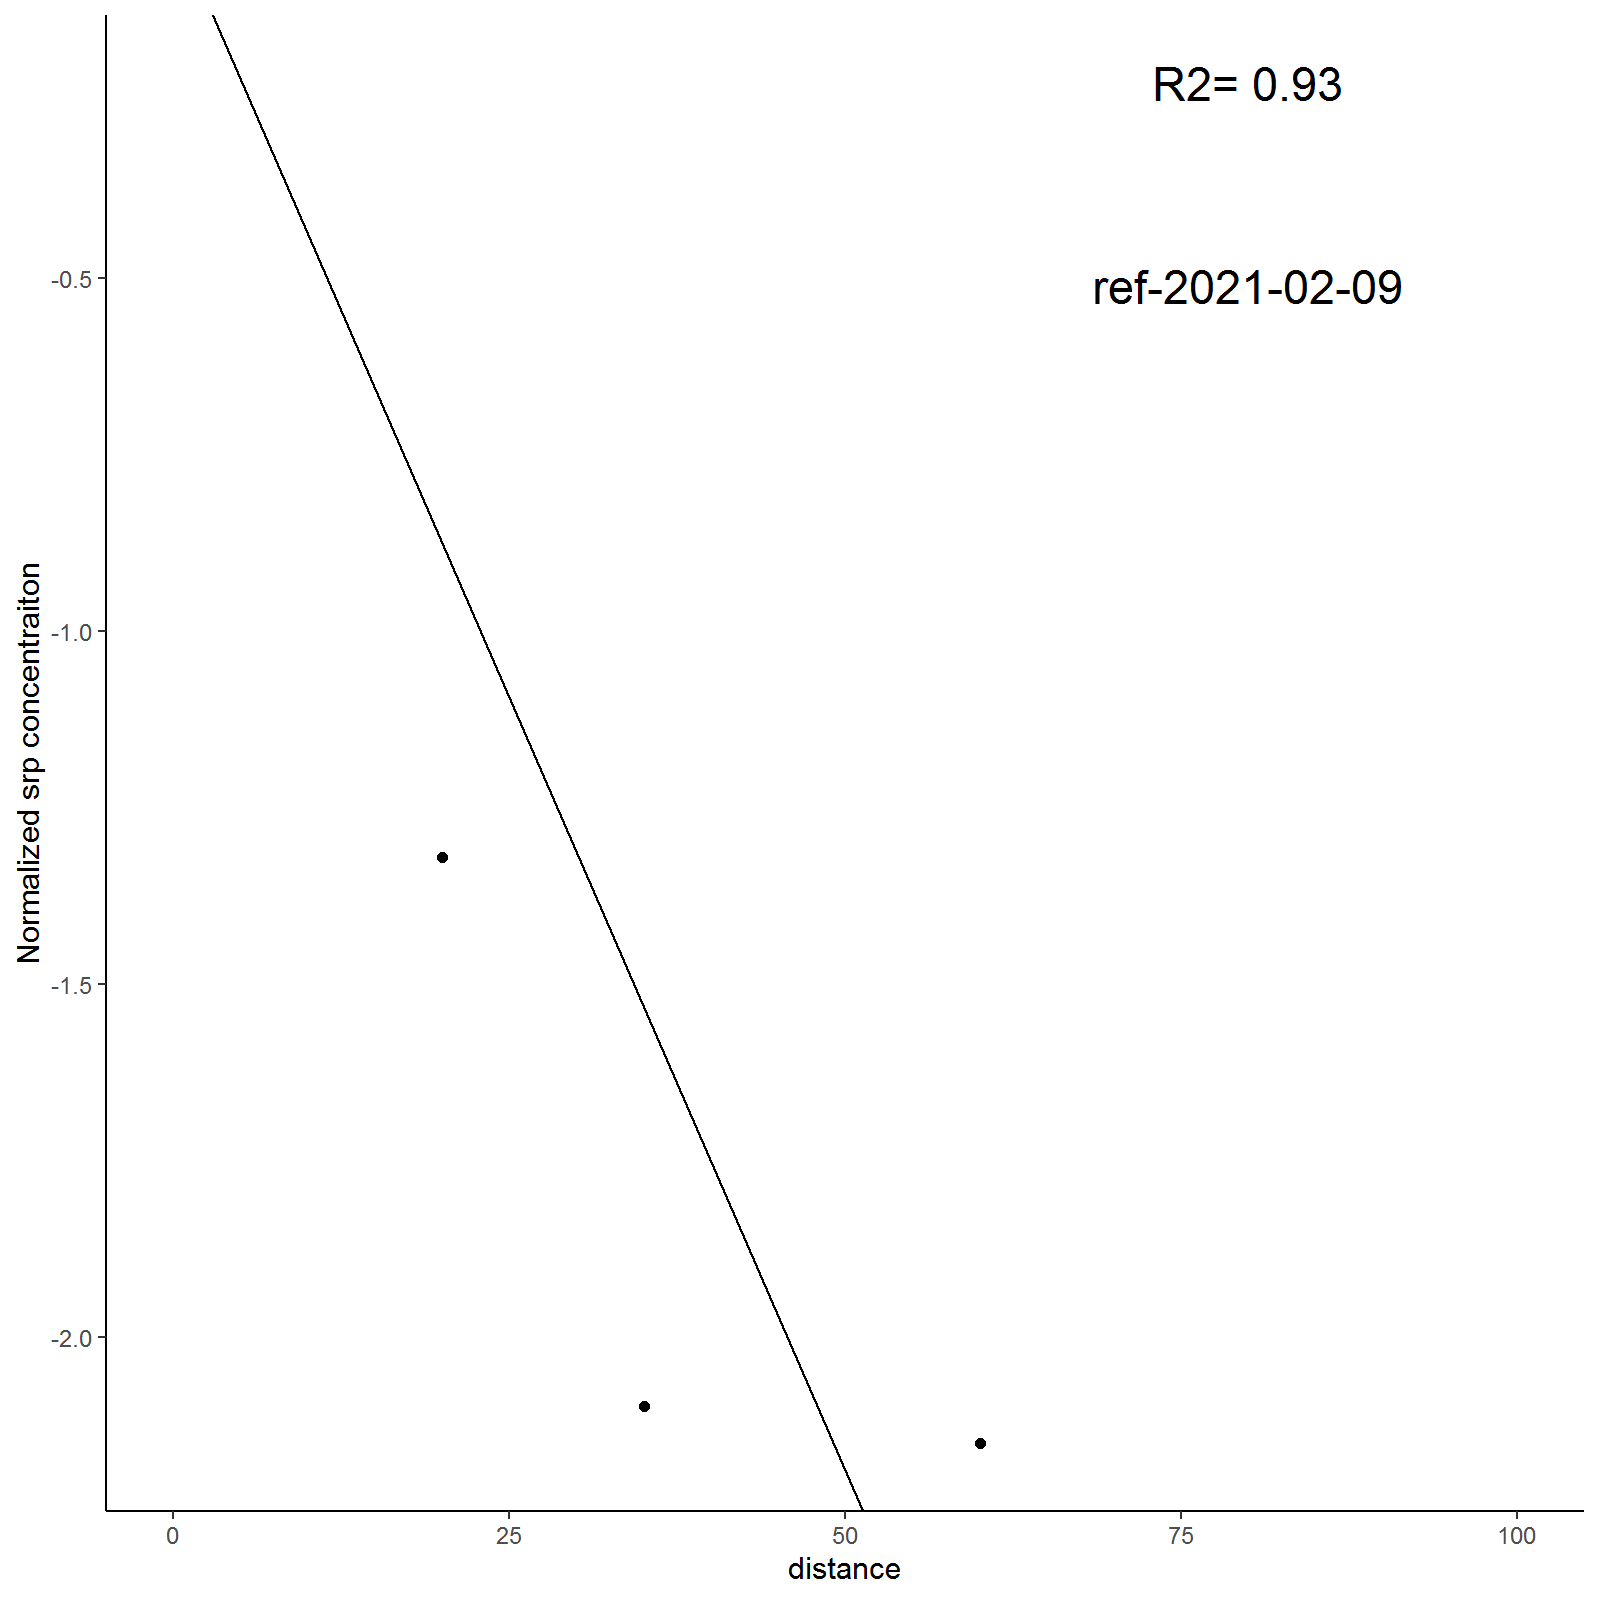 R2= 0.93
ref-2021-02-09
Normalized srp concentraiton
-0.5
-1.0
-1.5
-2.0
0 25 50 75 100
distance